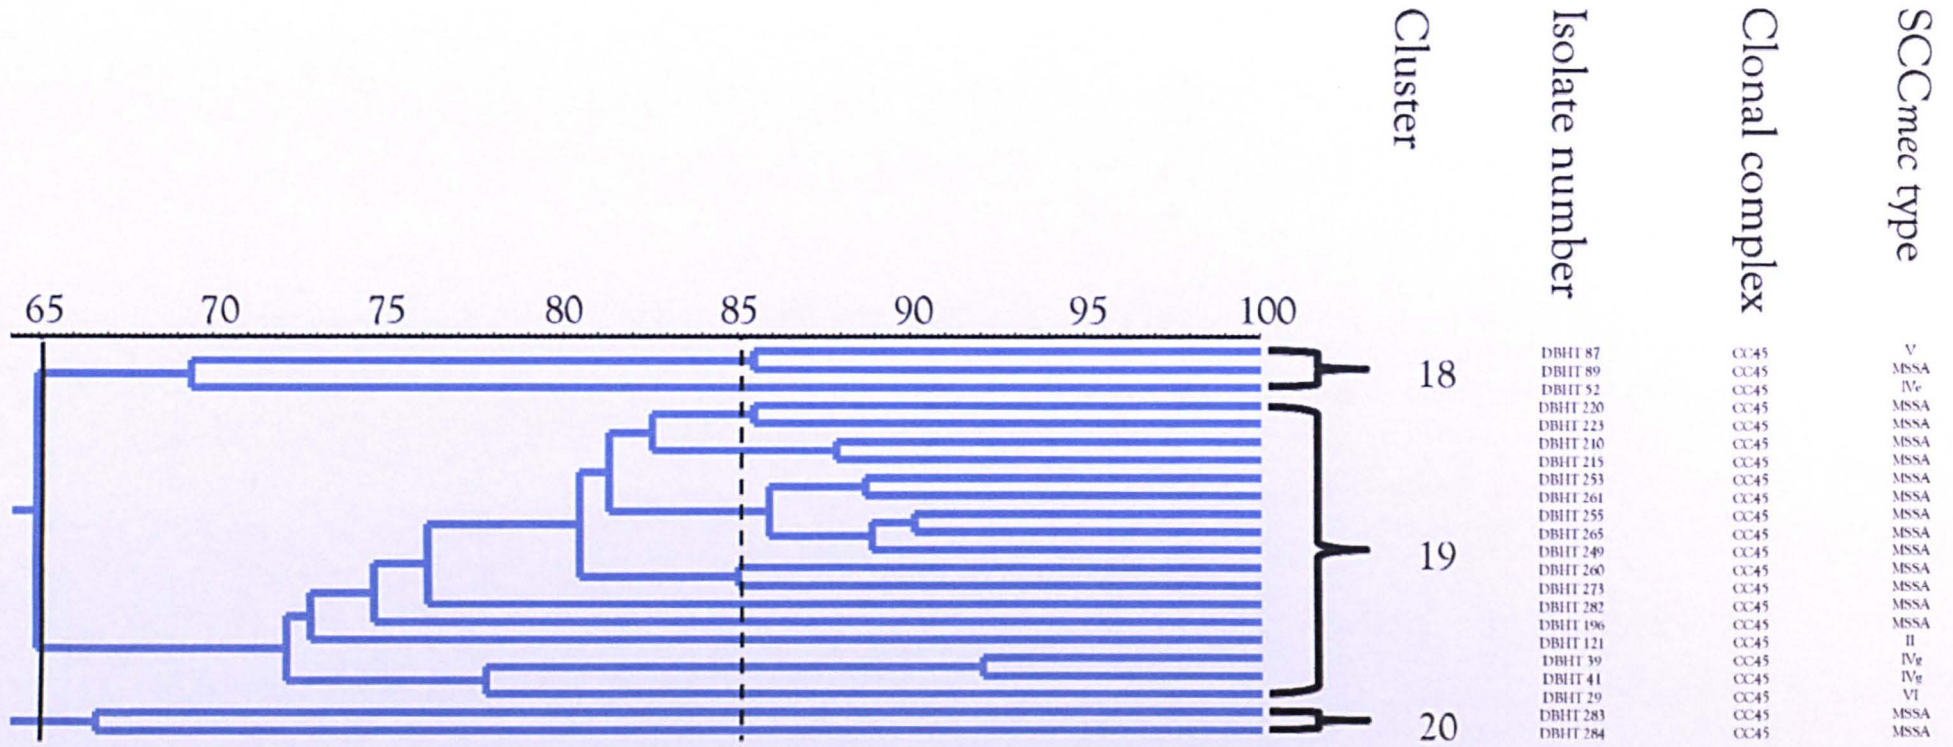 Cluster
Isolate number
Clonal complex
SCCmec type
65 70 75 80 85 90 95 100
18
19
20
DBHT 87 CC45 V
DBHT 89 CC45 MSSA
DBHT 52 CC45 IVe
DBHT 220 CC45 MSSA
DBHT 223 CC45 MSSA
DBHT 210 CC45 MSSA
DBHT 215 CC45 MSSA
DBHT 253 CC45 MSSA
DBHT 261 CC45 MSSA
DBHT 255 CC45 MSSA
DBHT 265 CC45 MSSA
DBHT 249 CC45 MSSA
DBHT 260 CC45 MSSA
DBHT 273 CC45 MSSA
DBHT 282 CC45 MSSA
DBHT 196 CC45 MSSA
DBHT 121 CC45 II
DBHT 39 CC45 IVg
DBHT 41 CC45 IVg
DBHT 29 CC45 VI
DBHT 283 CC45 MSSA
DBHT 284 CC45 MSSA